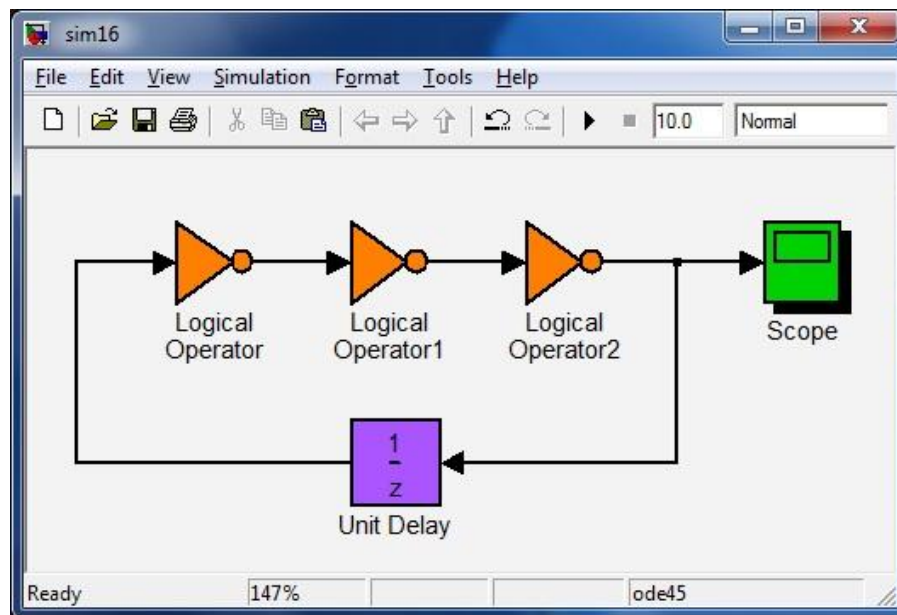 sim16
File Edit View Simulation Format Tools Help
10.0 Normal
Logical
Operator
Logical
Operator1
Logical
Operator2
Scope
1
z
Unit Delay
Ready 147% ode45